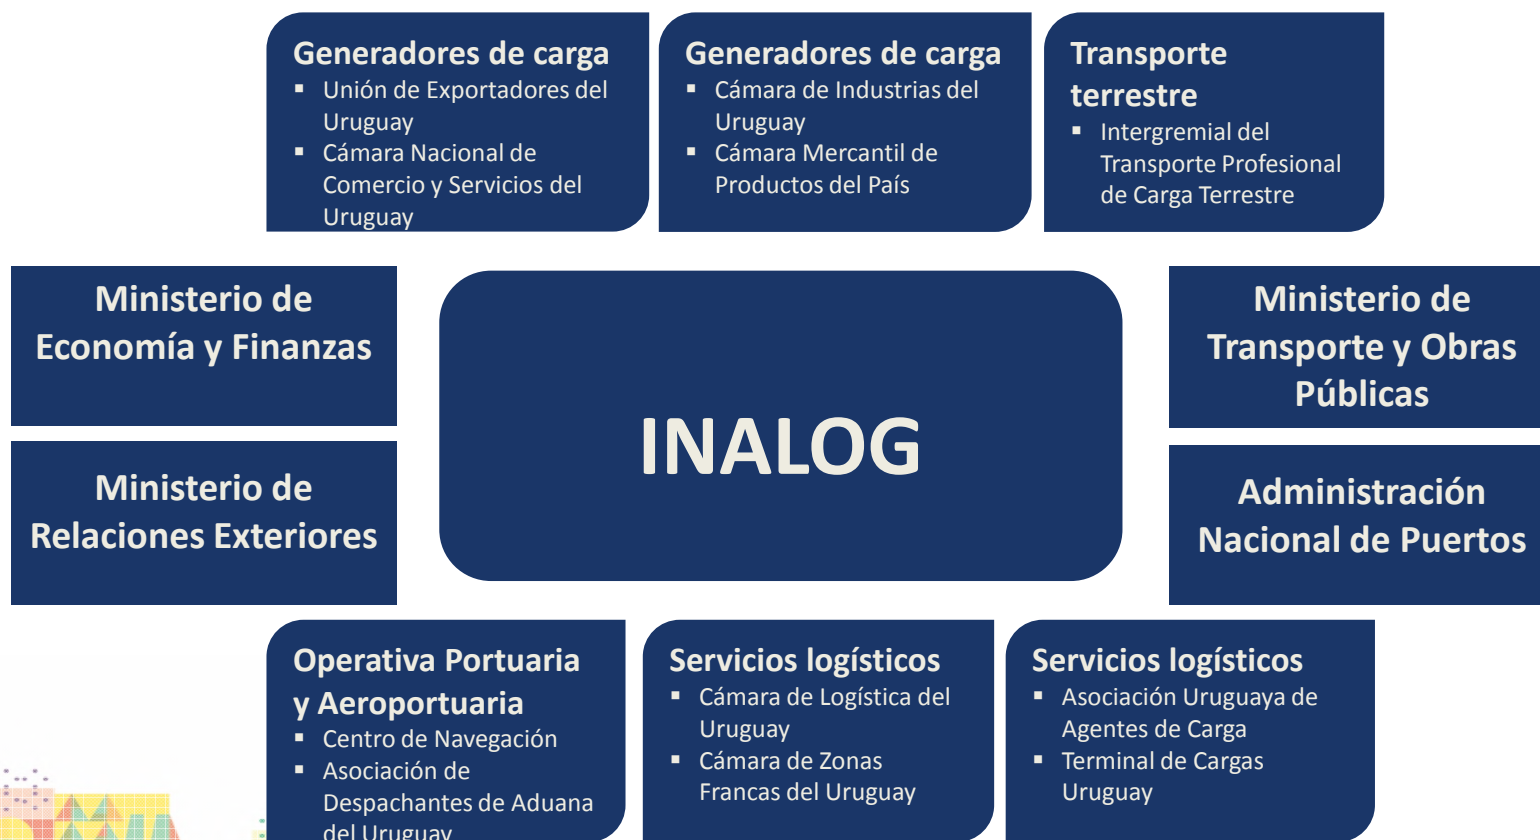 Generadores de carga
▪ Unión de Exportadores del
Uruguay
▪ Cámara Nacional de
Comercio y Servicios del
Uruguay
Generadores de carga
▪ Cámara de Industrias del
Uruguay
▪ Cámara Mercantil de
Productos del País
Transporte
terrestre
▪ Intergremial del
Transporte Profesional
de Carga Terrestre
Ministerio de
Economía y Finanzas
Ministerio de
Relaciones Exteriores
INALOG
Ministerio de
Transporte y Obras
Públicas
Administración
Nacional de Puertos
Operativa Portuaria
y Aeroportuaria
▪ Centro de Navegación
▪ Asociación de
Despachantes de Aduana
del Uruguay
Servicios logísticos
▪ Cámara de Logística del
Uruguay
▪ Cámara de Zonas
Francas del Uruguay
Servicios logísticos
▪ Asociación Uruguaya de
Agentes de Carga
▪ Terminal de Cargas
Uruguay